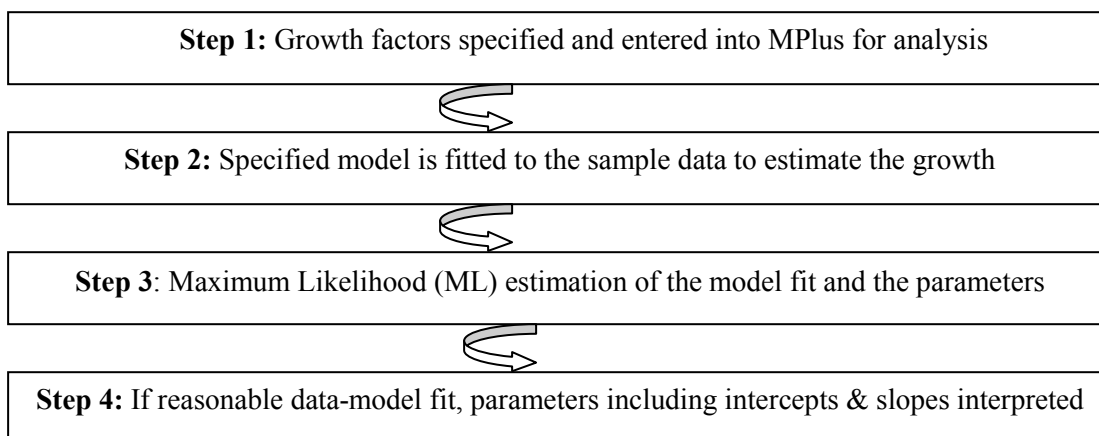 Step 1: Growth factors specified and entered into MPlus for analysis
Step 2: Specified model is fitted to the sample data to estimate the growth
Step 3: Maximum Likelihood (ML) estimation of the model fit and the parameters
Step 4: If reasonable data-model fit, parameters including intercepts & slopes interpreted